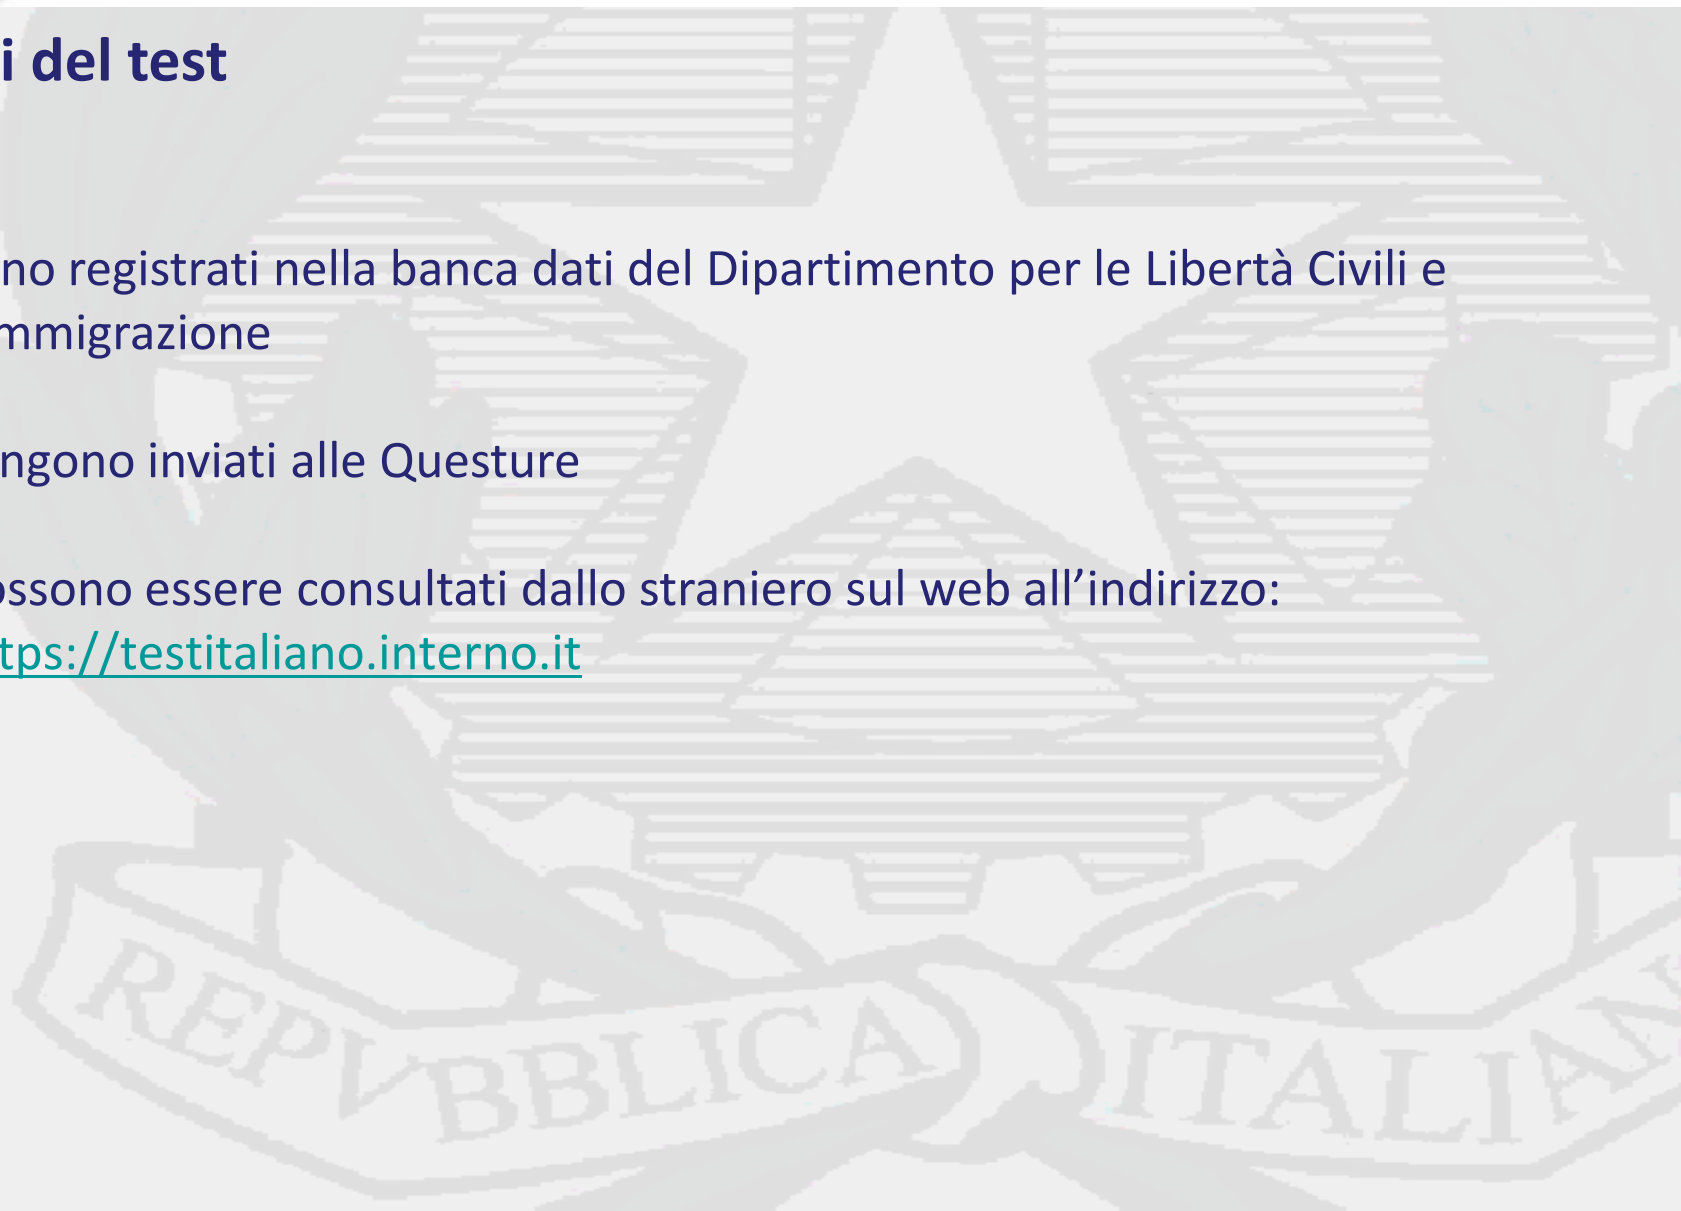 i del test
no registrati nella banca dati del Dipartimento per le Libertà Civili e
mmigrazione
ngono inviati alle Questure
ossono essere consultati dallo straniero sul web all’indirizzo:
tps://testitaliano.interno.it
REPVBBLICA ITALIAN